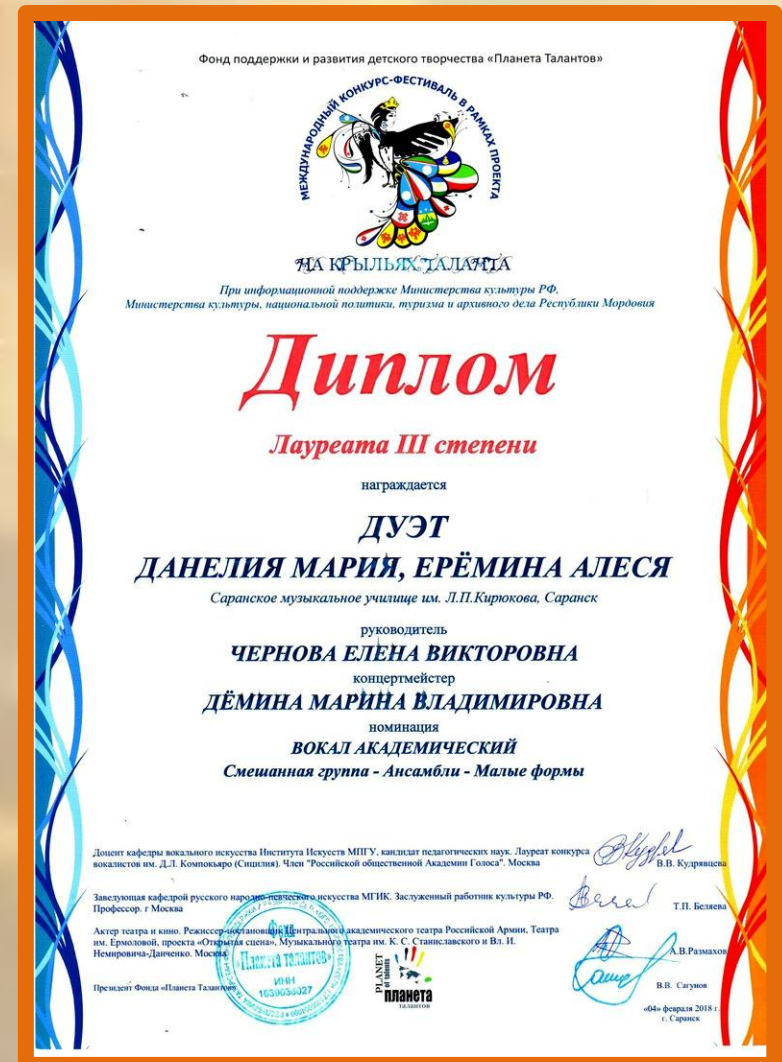 Фонд поддержки и развития детского творчества «Планета Талантов»
МЕЖДУНАРОДНЫЙ КОНКУРС-ФЕСТИВАЛЬ В РАМКАХ ПРОЕКТА
НА КРЫЛЬЯХ ТАЛАНТА
При информационной поддержке Министерства культуры РФ,
Министерства культуры, национальной политики, туризма и архивного дела Республики Мордовия
Диплом
Лауреата III степени
награждается
ДУЭТ
ДАНЕЛИЯ МАРИЯ, ЕРЁМИНА АЛЕСЯ
Саранское музыкальное училище им. Л.П.Кирюкова, Саранск
руководитель
ЧЕРНОВА ЕЛЕНА ВИКТОРОВНА
концертмейстер
ДЁМИНА МАРИНА ВЛАДИМИРОВНА
номинация
ВОКАЛ АКАДЕМИЧЕСКИЙ
Смешанная группа - Ансамбли - Малые формы
Доцент кафедры вокального искусства Института Искусств МПГУ, кандидат педагогических наук. Лауреат конкурса
вокалистов им. Д.Л. Компокьяро (Сицилия). Член "Российской общественной Академии Голоса". Москва
В.В. Кудрявцева
Заведующая кафедрой русского народно-певческого искусства МГИК. Заслуженный работник культуры РФ.
Профессор. г Москва
Т.П. Беляева
Актер театра и кино. Режиссер-постановщик Центрального академического театра Российской Армии, Театра
им. Ермоловой, проекта «Открытая сцена», Музыкального театра им. К. С. Станиславского и Вл. И.
Немировича-Данченко. Москва
А.В.Размахов
Президент Фонда «Планета Талантов»
В.В. Сагунов
Фонд
«Планета талантов»
ИНН
1639036027
PLANET
of talents
планета
талантов
«04» февраля 2018 г.
г. Саранск